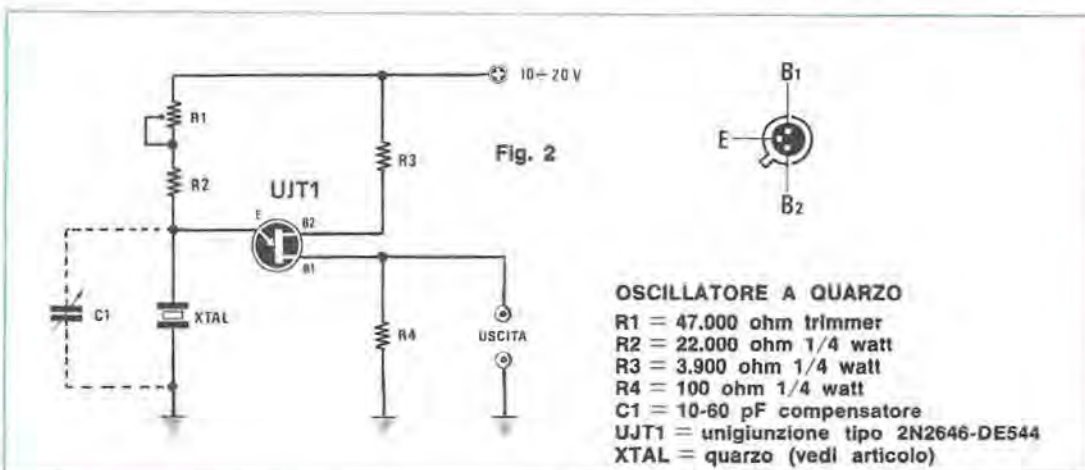 10÷20 V
R1
Fig. 2
R3
R2
UJT1
E
B2
B1
C1
XTAL
R4
USCITA
B1
E
B2
OSCILLATORE A QUARZO
R1 = 47.000 ohm trimmer
R2 = 22.000 ohm 1/4 watt
R3 = 3.900 ohm 1/4 watt
R4 = 100 ohm 1/4 watt
C1 = 10-60 pF compensatore
UJT1 = unigiunzione tipo 2N2646-DE544
XTAL = quarzo (vedi articolo)